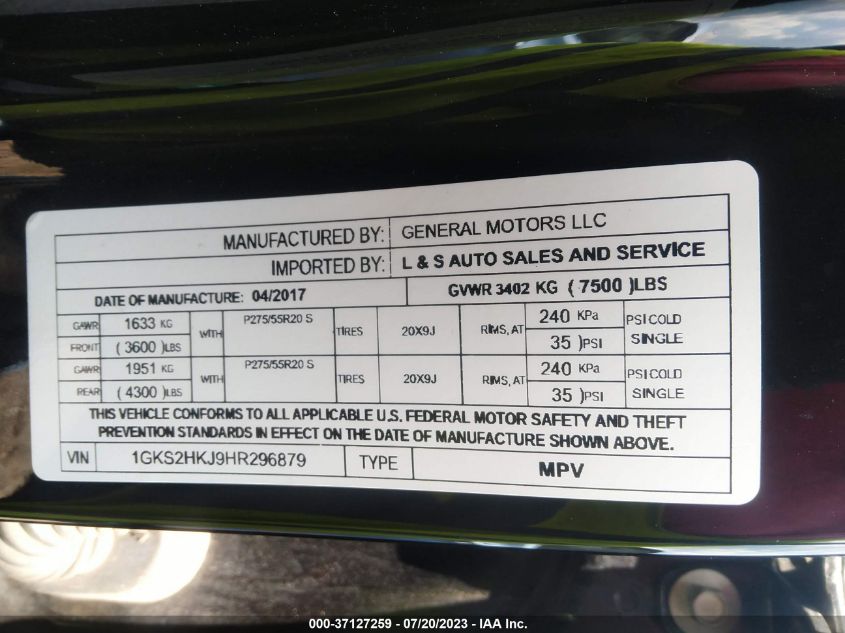 MANUFACTURED BY: GENERAL MOTORS LLC
IMPORTED BY: L & S AUTO SALES AND SERVICE
DATE OF MANUFACTURE: 04/2017 GVWR 3402 KG ( 7500 )LBS
GAWR 1633 KG WITH P275/55R20 S TIRES 20X9J RIMS, AT 240 KPa PSI COLD
FRONT ( 3600 )LBS 35 )PSI SINGLE
GAWR 1951 KG WITH P275/55R20 S TIRES 20X9J RIMS, AT 240 KPa PSI COLD
REAR ( 4300 )LBS 35 )PSI SINGLE
THIS VEHICLE CONFORMS TO ALL APPLICABLE U.S. FEDERAL MOTOR SAFETY AND THEFT
PREVENTION STANDARDS IN EFFECT ON THE DATE OF MANUFACTURE SHOWN ABOVE.
VIN 1GKS2HKJ9HR296879 TYPE MPV
000-37127259 - 07/20/2023 - IAA Inc.